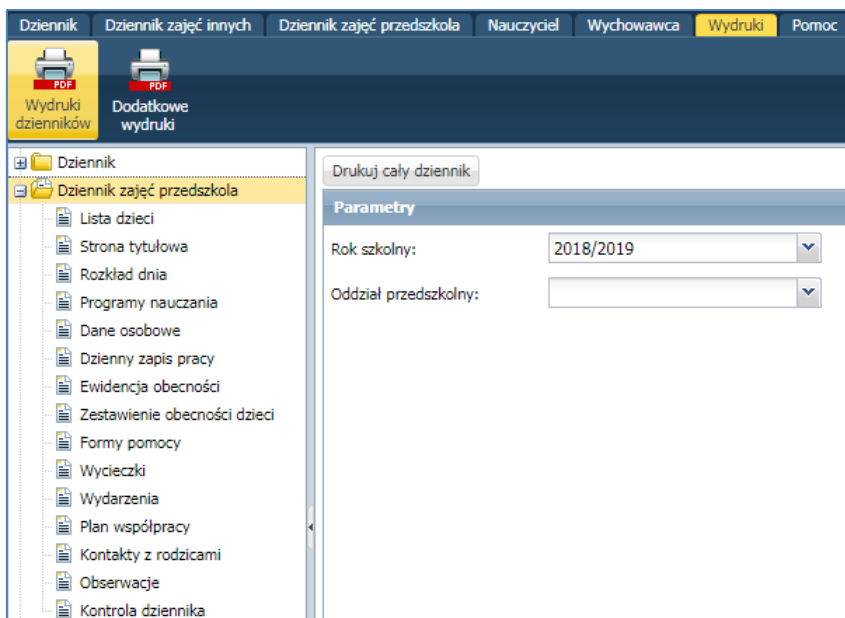 Dziennik Dziennik zajęć innych Dziennik zajęć przedszkola Nauczyciel Wychowawca Wydruki Pomoc
PDF PDF
Wydruki
dzienników
Dodatkowe
wydruki
Dziennik
Dziennik zajęć przedszkola
Lista dzieci
Strona tytułowa
Rozkład dnia
Programy nauczania
Dane osobowe
Dzienny zapis pracy
Ewidencja obecności
Zestawienie obecności dzieci
Formy pomocy
Wycieczki
Wydarzenia
Plan współpracy
Kontakty z rodzicami
Obserwacje
Kontrola dziennika
Drukuj cały dziennik
Parametry
Rok szkolny: 2018/2019
Oddział przedszkolny: